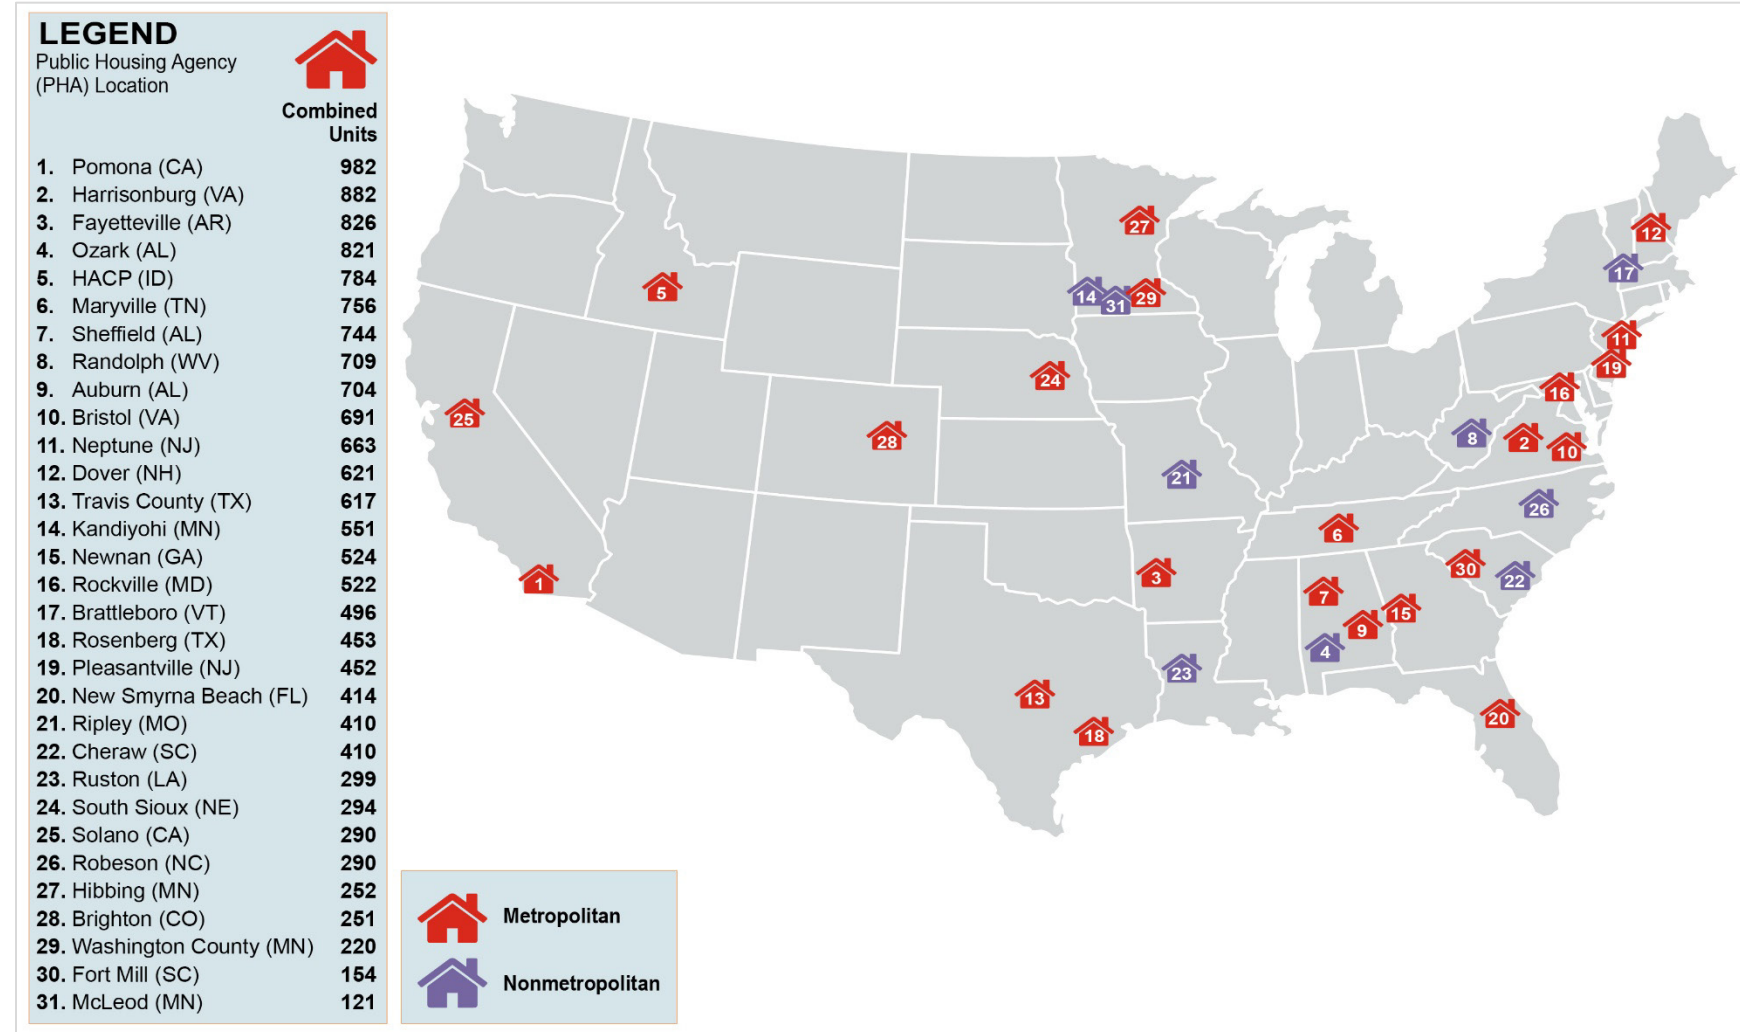 LEGEND
Public Housing Agency
(PHA) Location
Combined
Units
1. Pomona (CA) 982
2. Harrisonburg (VA) 882
3. Fayetteville (AR) 826
4. Ozark (AL) 821
5. HACP (ID) 784
6. Maryville (TN) 756
7. Sheffield (AL) 744
8. Randolph (WV) 709
9. Auburn (AL) 704
10. Bristol (VA) 691
11. Neptune (NJ) 663
12. Dover (NH) 621
13. Travis County (TX) 617
14. Kandiyohi (MN) 551
15. Newnan (GA) 524
16. Rockville (MD) 522
17. Brattleboro (VT) 496
18. Rosenberg (TX) 453
19. Pleasantville (NJ) 452
20. New Smyrna Beach (FL) 414
21. Ripley (MO) 410
22. Cheraw (SC) 410
23. Ruston (LA) 299
24. South Sioux (NE) 294
25. Solano (CA) 290
26. Robeson (NC) 290
27. Hibbing (MN) 252
28. Brighton (CO) 251
29. Washington County (MN) 220
30. Fort Mill (SC) 154
31. McLeod (MN) 121
27
12
17
5
14
31
29
11
19
24
16
25
28
8
2
10
21
26
6
30
22
3
1
7
15
9
4
23
13
20
18
Metropolitan
Nonmetropolitan